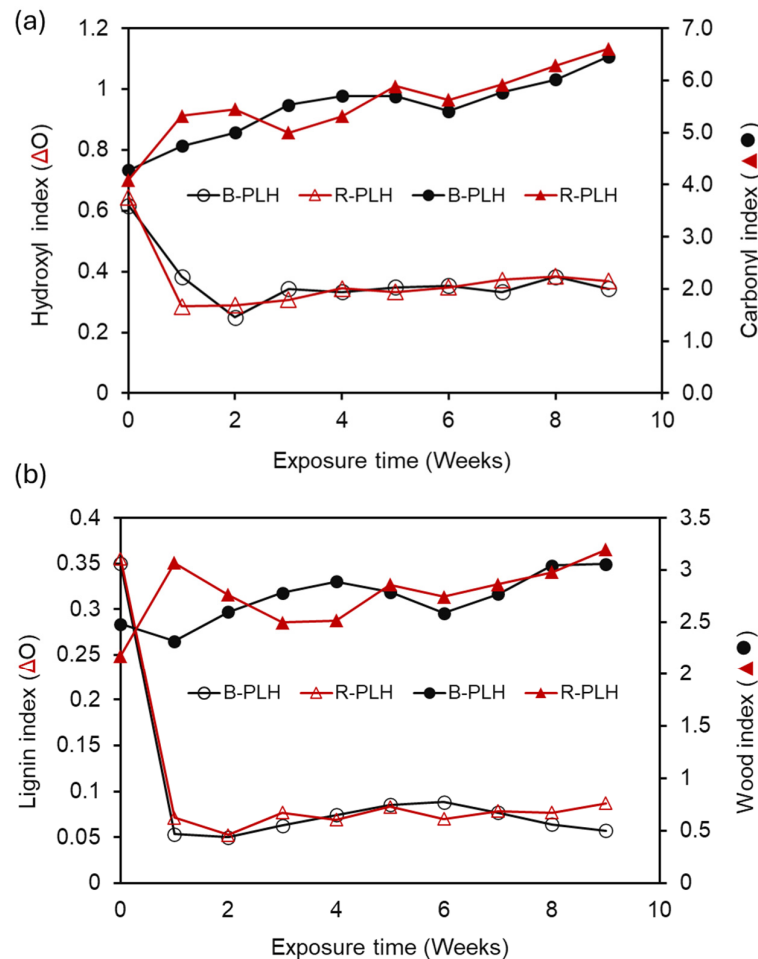 (a)
1.2
1
0.8
0.6
0.4
0.2
0
7.0
6.0
5.0
4.0
3.0
2.0
1.0
0.0
Hydroxyl index (ΔO)
Carbonyl index (▲●)
B-PLH R-PLH B-PLH R-PLH
0 2 4 6 8 10
Exposure time (Weeks)
(b)
0.4
0.35
0.3
0.25
0.2
0.15
0.1
0.05
0
3.5
3
2.5
2
1.5
1
0.5
0
Lignin index (ΔO)
Wood index (▲●)
B-PLH R-PLH B-PLH R-PLH
0 2 4 6 8 10
Exposure time (Weeks)